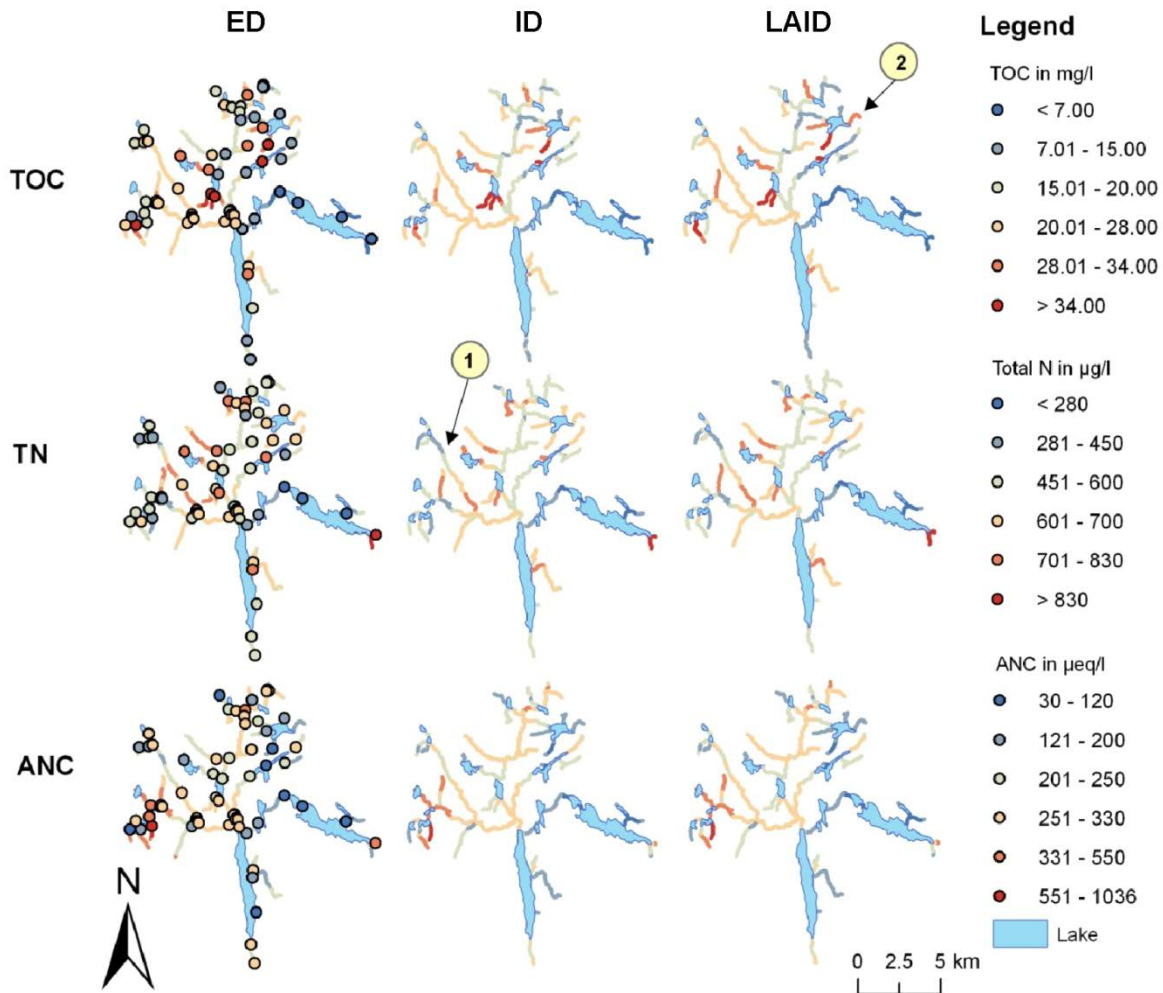 ED
ID
LAID
Legend
TOC
TN
ANC
1
2
TOC in mg/l
< 7.00
7.01 - 15.00
15.01 - 20.00
20.01 - 28.00
28.01 - 34.00
> 34.00
Total N in µg/l
< 280
281 - 450
451 - 600
601 - 700
701 - 830
> 830
ANC in µeq/l
30 - 120
121 - 200
201 - 250
251 - 330
331 - 550
551 - 1036
Lake
N
0 2.5 5 km